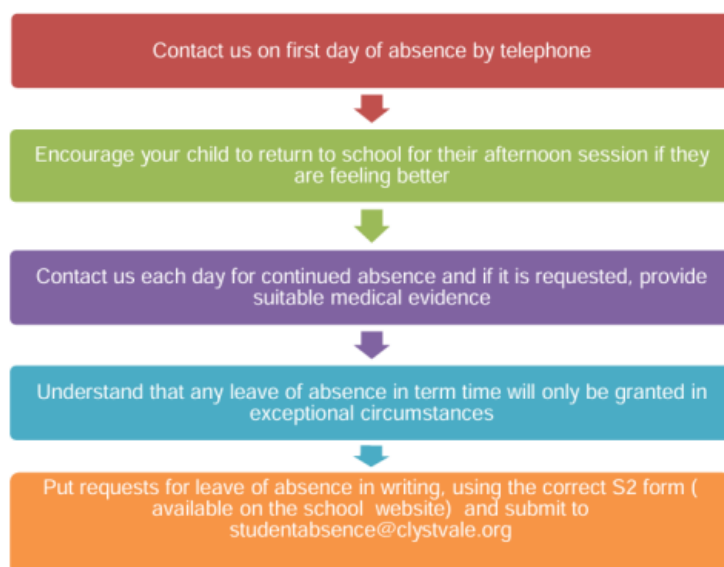 Contact us on first day of absence by telephone
Encourage your child to return to school for their afternoon session if they
are feeling better
Contact us each day for continued absence and if it is requested, provide
suitable medical evidence
Understand that any leave of absence in term time will only be granted in
exceptional circumstances
Put requests for leave of absence in writing, using the correct S2 form (
available on the school  website)  and submit to
studentabsence@clystvale.org